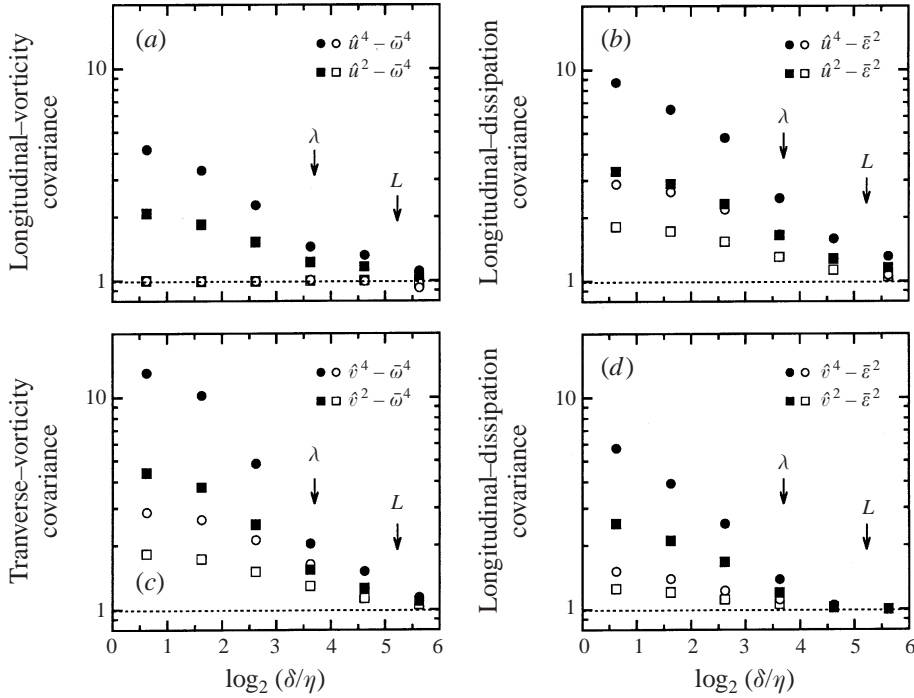 Longitudinal–vorticity
covariance
(a)
û⁴ – ω̄⁴
û² – ω̄⁴
λ
L
10
1
Longitudinal–dissipation
covariance
(b)
û⁴ – ε̄²
û² – ε̄²
λ
L
10
1
Tranverse–vorticity
covariance
(c)
v̂⁴ – ω̄⁴
v̂² – ω̄⁴
λ
L
10
1
0 1 2 3 4 5 6
log₂ (δ/η)
Longitudinal–dissipation
covariance
(d)
v̂⁴ – ε̄²
v̂² – ε̄²
λ
L
10
1
0 1 2 3 4 5 6
log₂ (δ/η)